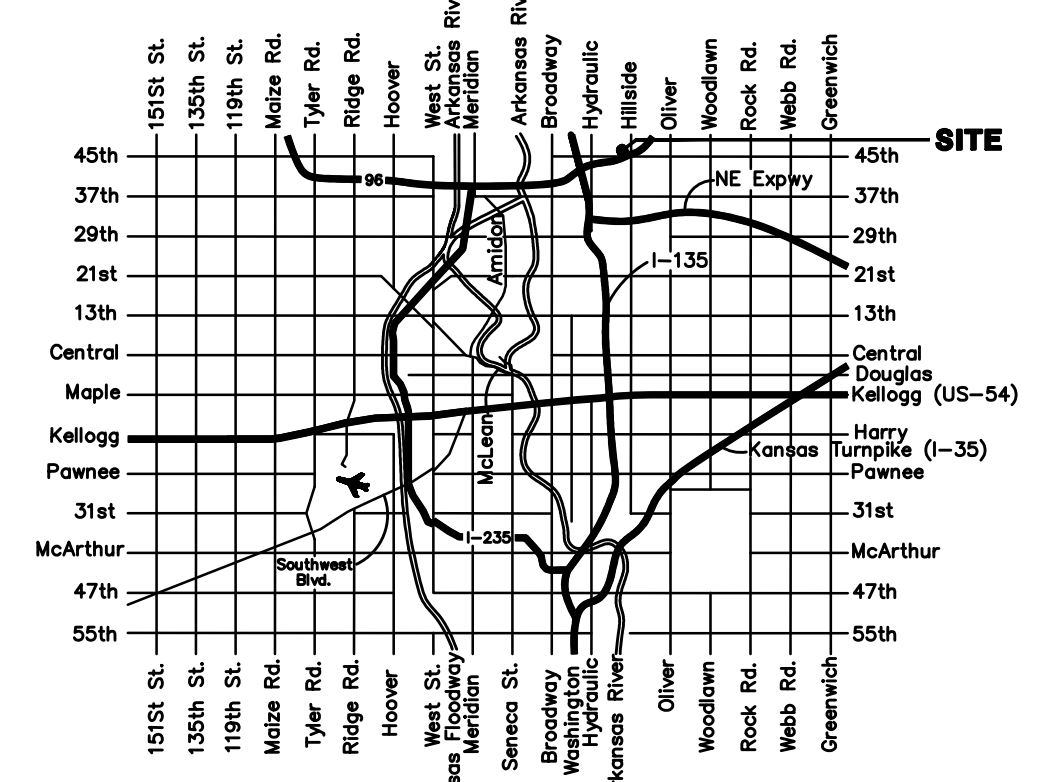 151St St.
135th St.
119th St.
Maize Rd.
Tyler Rd.
Ridge Rd.
Hoover
West St.
Arkansas Riv
Meridian
Arkansas Riv
Broadway
Hydraulic
Hillside
Oliver
Woodlawn
Rock Rd.
Webb Rd.
Greenwich
SITE
45th
45th
96
NE Expwy
37th
37th
29th
29th
Amidon
I-135
21st
21st
13th
13th
Central
Central
Douglas
Maple
Kellogg (US-54)
McLean
Kellogg
Harry
Kansas Turnpike (I-35)
Pawnee
Pawnee
31st
31st
I-235
McArthur
McArthur
Southwest
Blvd.
47th
47th
55th
55th
151St St.
135th St.
119th St.
Maize Rd.
Tyler Rd.
Ridge Rd.
Hoover
West St.
sas Floodway
Meridian
Seneca St.
Broadway
Washington
Hydraulic
rkansas River
Oliver
Woodlawn
Rock Rd.
Webb Rd.
Greenwich